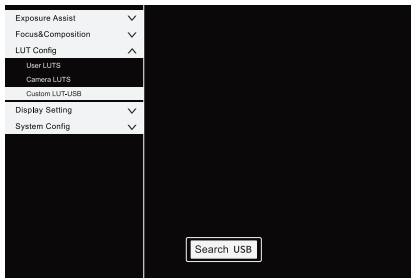 Exposure Assist
Focus&Composition
LUT Config
User LUTS
Camera LUTS
Custom LUT-USB
Display Setting
System Config
Search USB